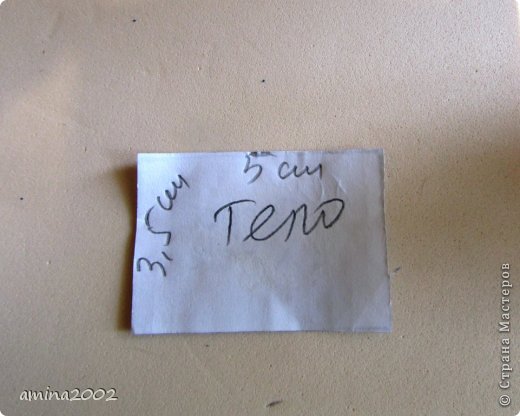 5 см
3,5 см
тело
amina2002
© Страна Мастеров